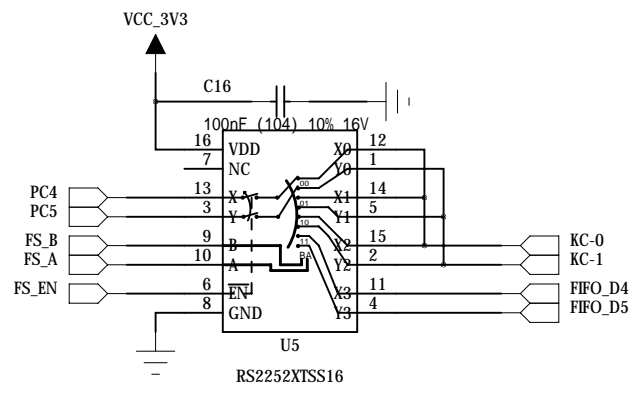 VCC_3V3
C16
100nF (104) 10% 16V
16 VDD X0 12
7 NC Y0 1
PC4 13 X 00 X1 14
PC5 3 Y 01 Y1 5
FS_B 9 B 10 X2 15 KC-0
FS_A 10 A 11 BA Y2 2 KC-1
FS_EN 6 EN X3 11 FIFO_D4
8 GND Y3 4 FIFO_D5
U5
RS2252XTSS16